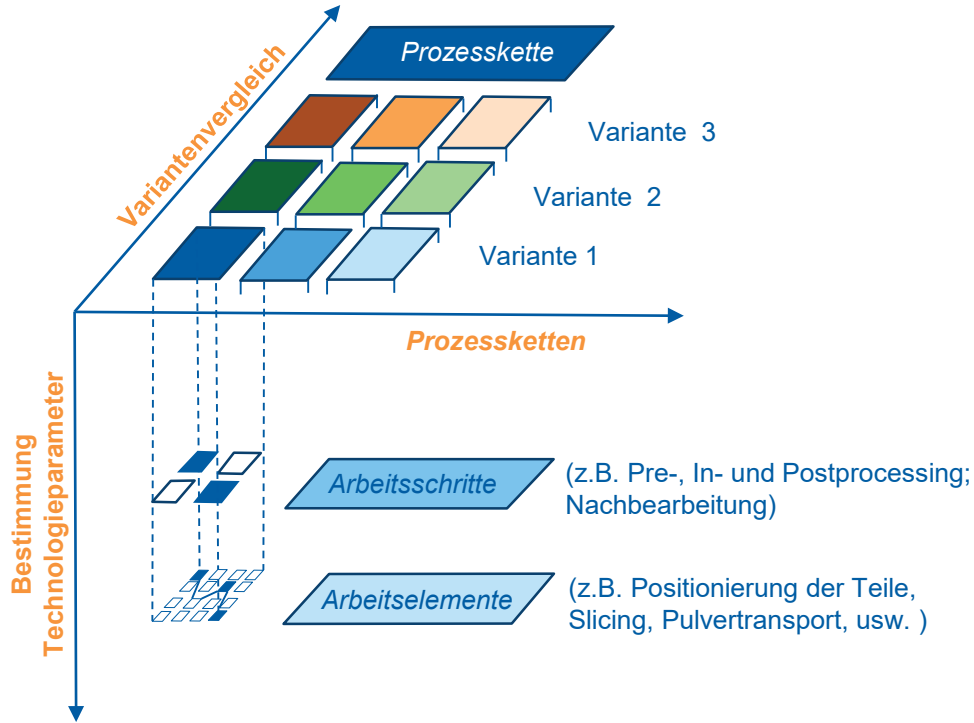 Prozesskette
Variantenvergleich
Variante  3
Variante  2
Variante 1
Prozessketten
Bestimmung
Technologieparameter
Arbeitsschritte
(z.B. Pre-, In- und Postprocessing;
Nachbearbeitung)
Arbeitselemente
(z.B. Positionierung der Teile,
Slicing, Pulvertransport, usw. )